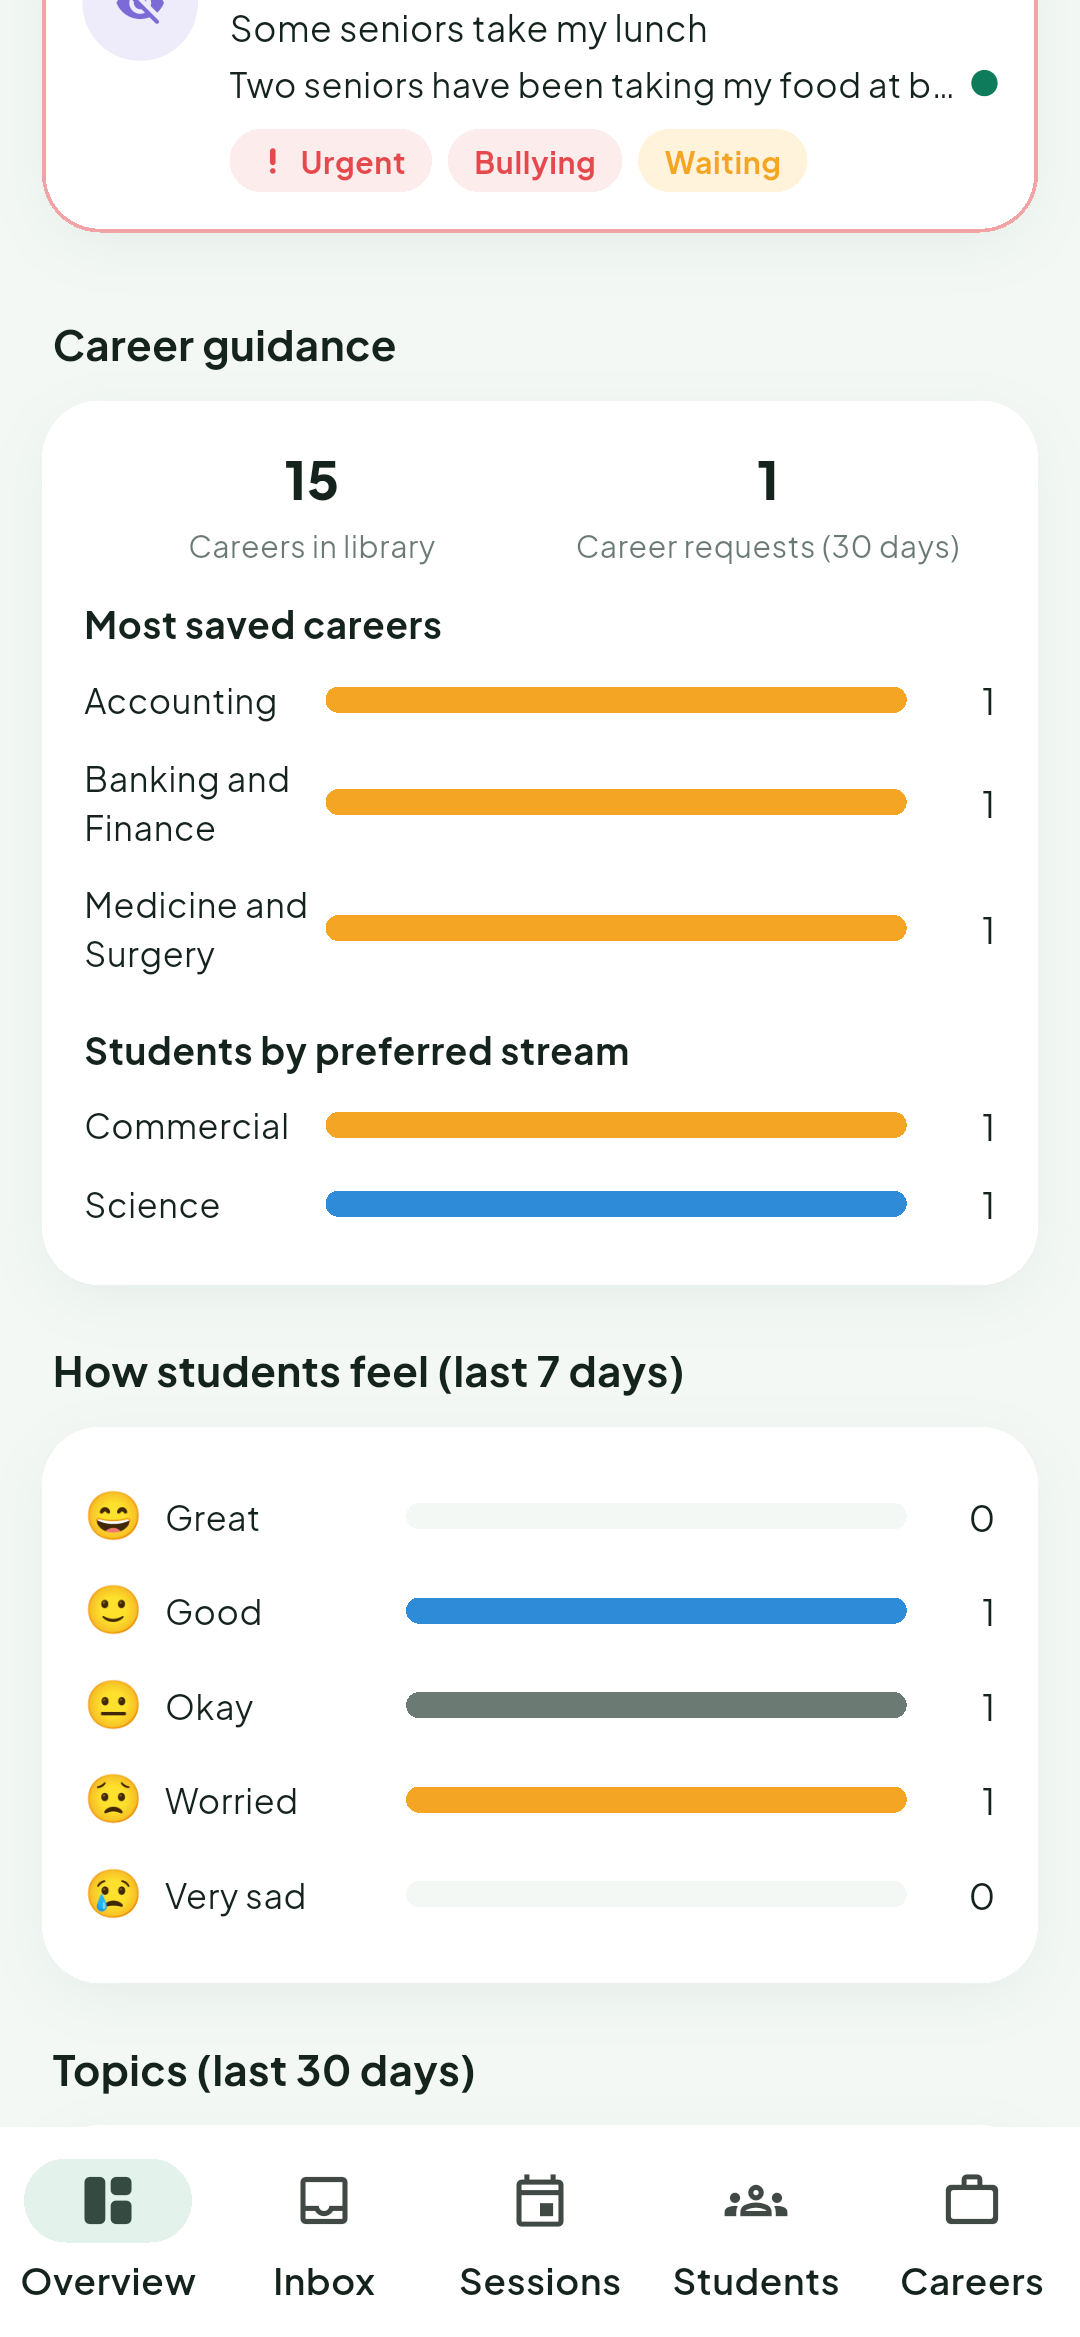 Some seniors take my lunch
Two seniors have been taking my food at b...
! Urgent
Bullying
Waiting
Career guidance
15
Careers in library
1
Career requests (30 days)
Most saved careers
Accounting 1
Banking and
Finance 1
Medicine and
Surgery 1
Students by preferred stream
Commercial 1
Science 1
How students feel (last 7 days)
Great 0
Good 1
Okay 1
Worried 1
Very sad 0
Topics (last 30 days)
Overview
Inbox
Sessions
Students
Careers